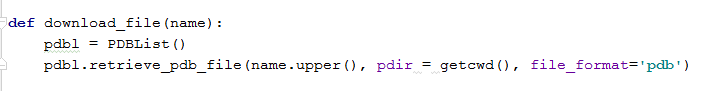 def download_file(name):
    pdbl = PDBList()
    pdbl.retrieve_pdb_file(name.upper(), pdir = getcwd(), file_format='pdb')